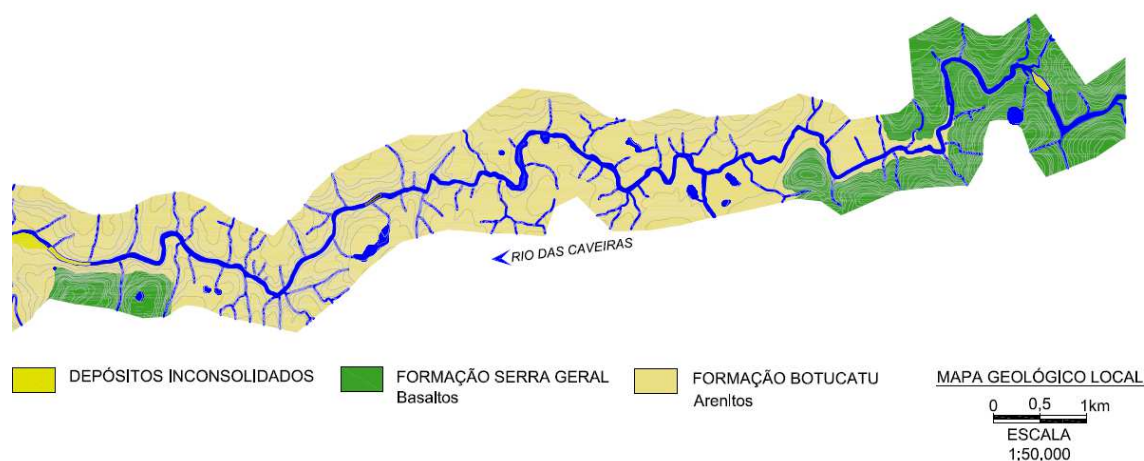 RIO DAS CAVEIRAS
DEPÓSITOS INCONSOLIDADOS
FORMAÇÃO SERRA GERAL
Basaltos
FORMAÇÃO BOTUCATU
Arenitos
MAPA GEOLÓGICO LOCAL
0 0,5 1km
ESCALA
1:50,000